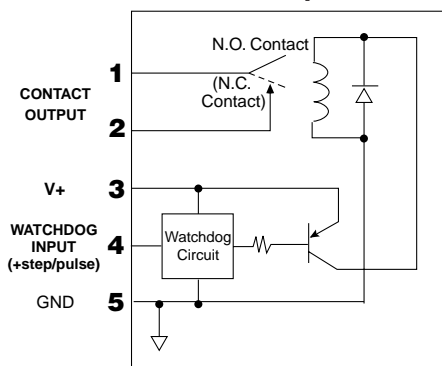 N.O. Contact
1
(N.C.
Contact)
CONTACT
OUTPUT
2
V+
3
WATCHDOG
INPUT
(+step/pulse)
4
Watchdog
Circuit
GND
5